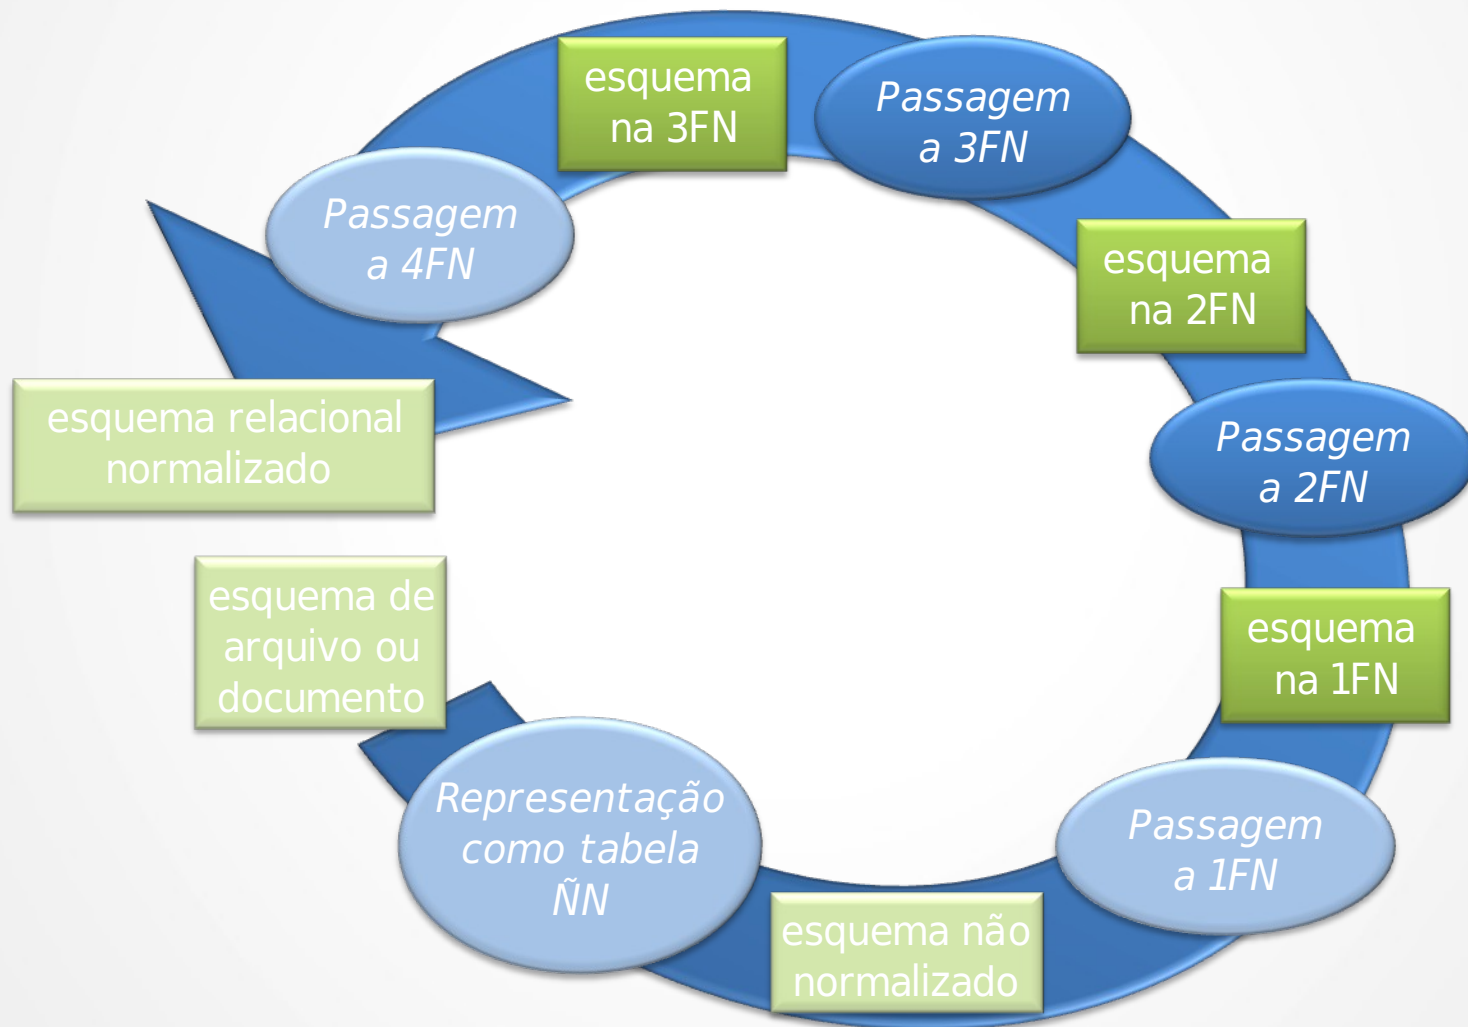 esquema
na 3FN
Passagem
a 3FN
Passagem
a 4FN
esquema
na 2FN
esquema relacional
normalizado
Passagem
a 2FN
esquema de
arquivo ou
documento
esquema
na 1FN
Representação
como tabela
ÑN
Passagem
a 1FN
esquema não
normalizado